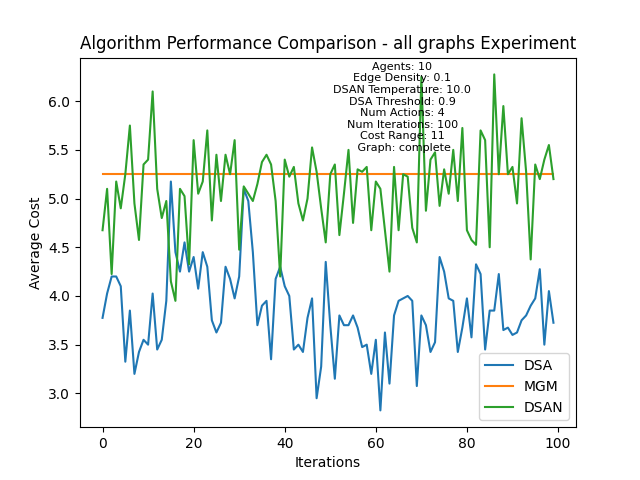 Algorithm Performance Comparison - all graphs Experiment
Agents: 10
Edge Density: 0.1
DSAN Temperature: 10.0
DSA Threshold: 0.9
Num Actions: 4
Num Iterations: 100
Cost Range: 11
Graph: complete
Average Cost
6.0
5.5
5.0
4.5
4.0
3.5
3.0
DSA
MGM
DSAN
0 20 40 60 80 100
Iterations